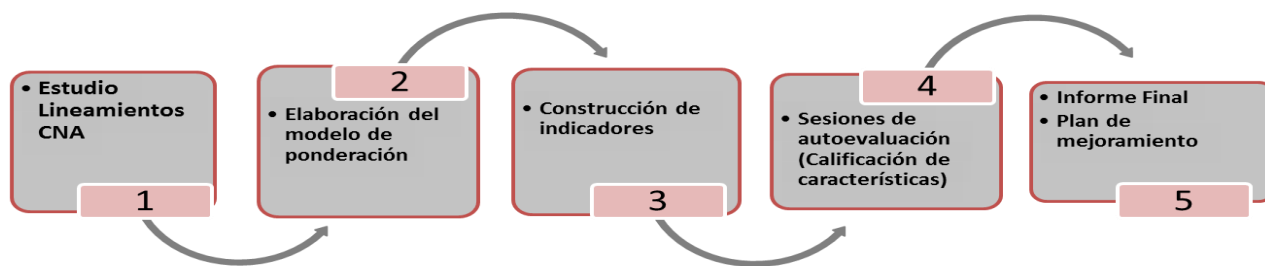 • Estudio
Lineamientos
CNA
1
2
• Elaboración del
modelo de
ponderación
• Construcción de
indicadores
3
4
• Sesiones de
autoevaluación
(Calificación de
características)
• Informe Final
• Plan de
mejoramiento
5